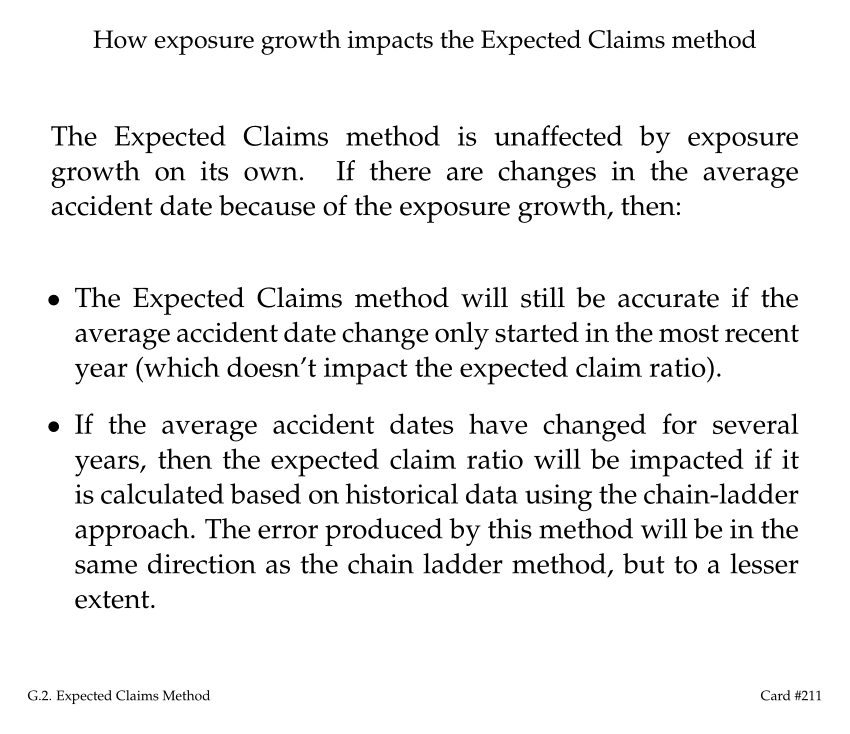 How exposure growth impacts the Expected Claims method
The Expected Claims method is unaffected by exposure
growth on its own. If there are changes in the average
accident date because of the exposure growth, then:
• The Expected Claims method will still be accurate if the
average accident date change only started in the most recent
year (which doesn't impact the expected claim ratio).
• If the average accident dates have changed for several
years, then the expected claim ratio will be impacted if it
is calculated based on historical data using the chain-ladder
approach. The error produced by this method will be in the
same direction as the chain ladder method, but to a lesser
extent.
G.2. Expected Claims Method
Card #211